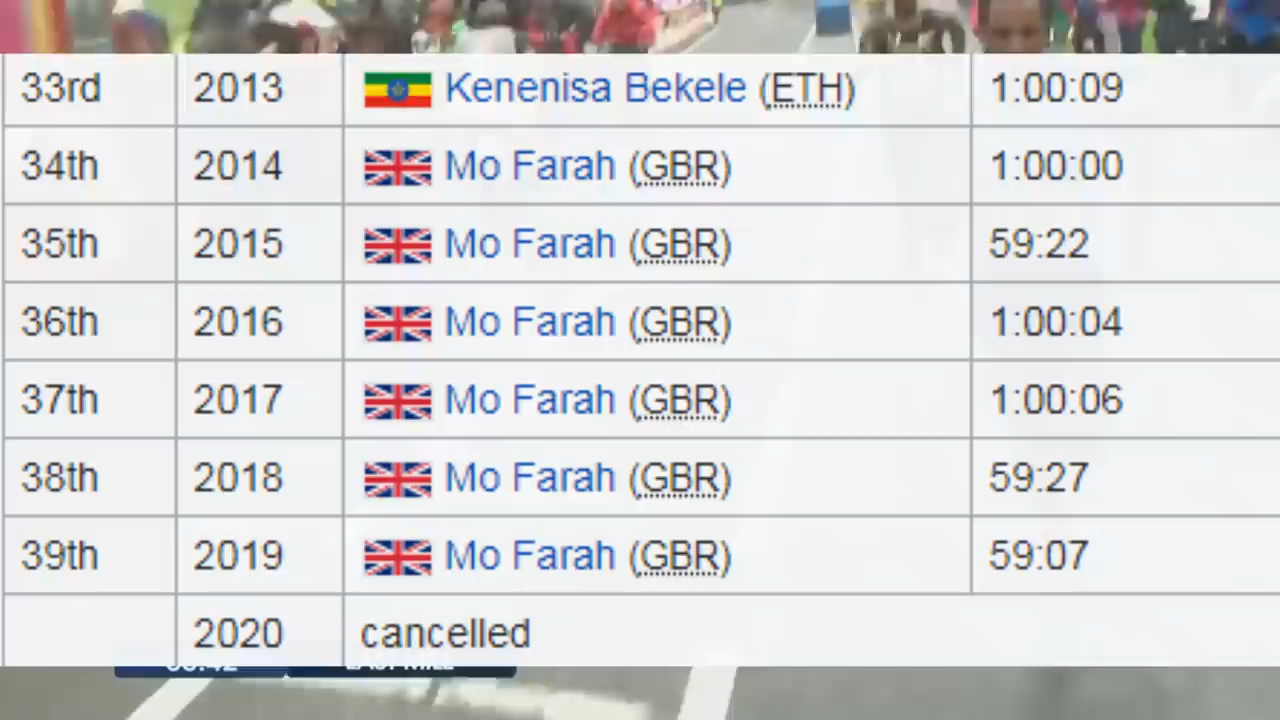 33rd 2013 Kenenisa Bekele (ETH) 1:00:09
34th 2014 Mo Farah (GBR) 1:00:00
35th 2015 Mo Farah (GBR) 59:22
36th 2016 Mo Farah (GBR) 1:00:04
37th 2017 Mo Farah (GBR) 1:00:06
38th 2018 Mo Farah (GBR) 59:27
39th 2019 Mo Farah (GBR) 59:07
2020 cancelled